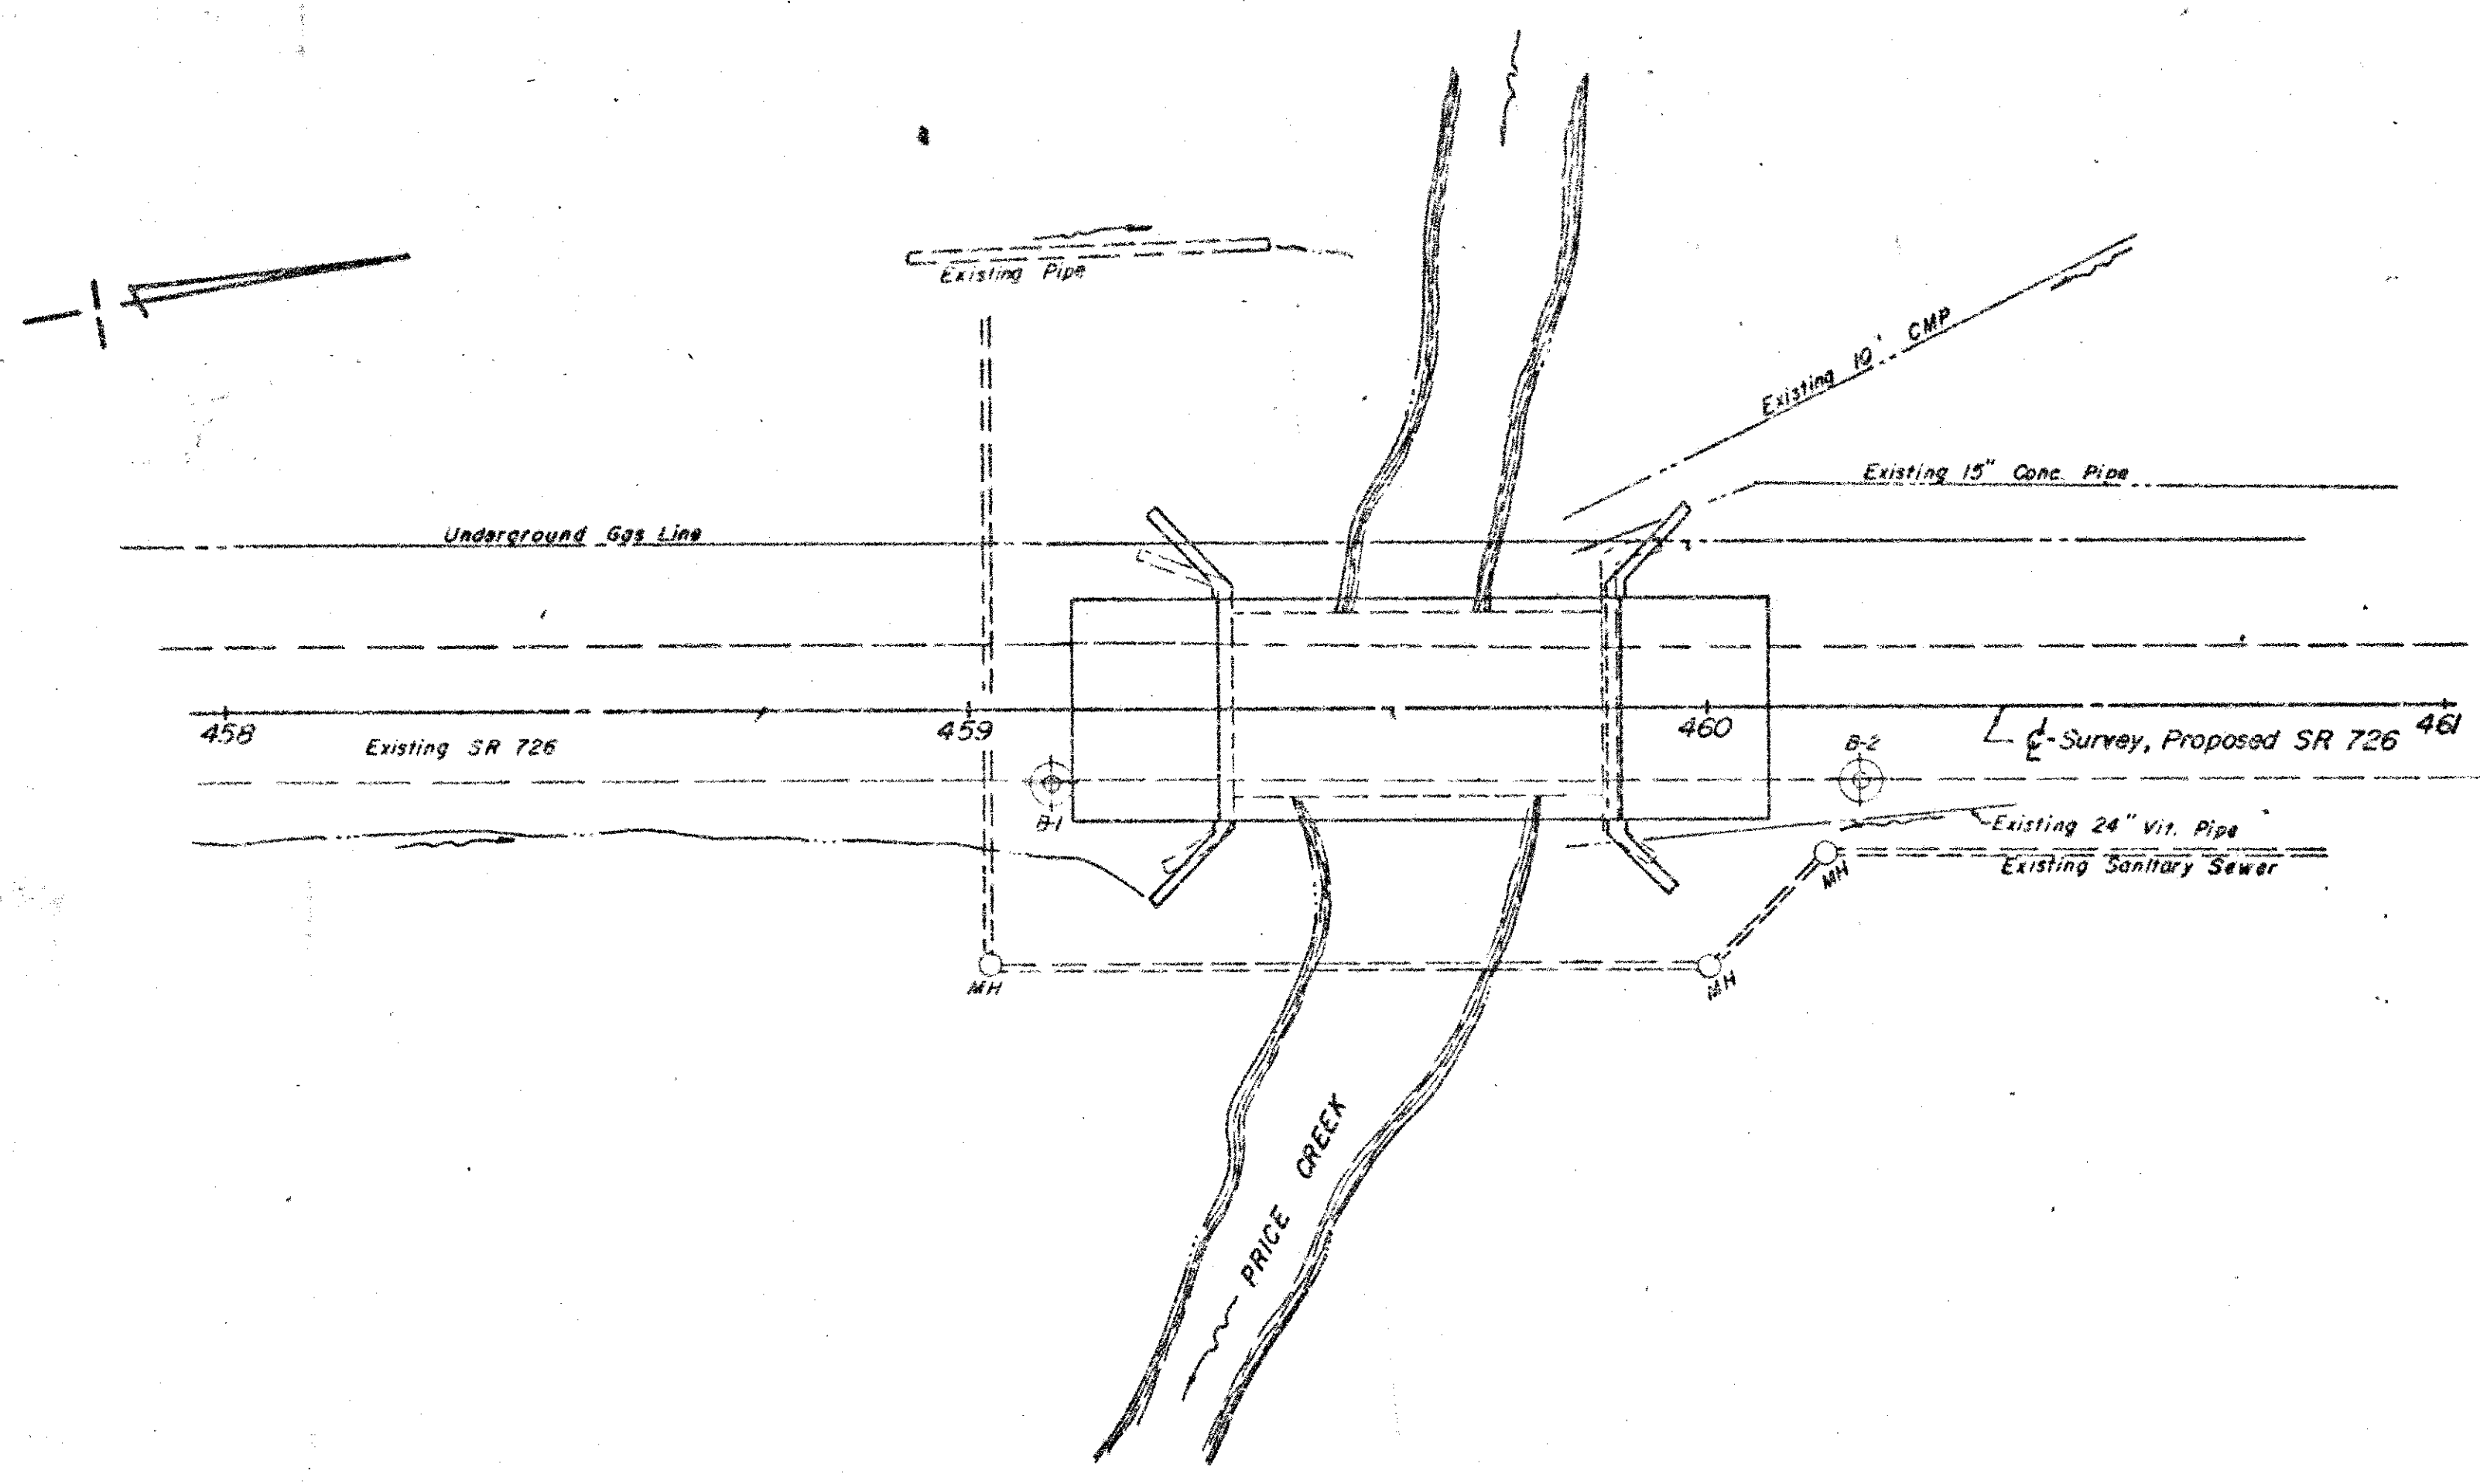 Existing Pipe
Existing 10' CMP
Existing 15" Conc. Pipe
Underground Gas Line
458
459
460
461
Existing SR 726
℄-Survey, Proposed SR 726
B-1
B-2
Existing 24" Vit. Pipe
Existing Sanitary Sewer
MH
MH
MH
PRICE CREEK